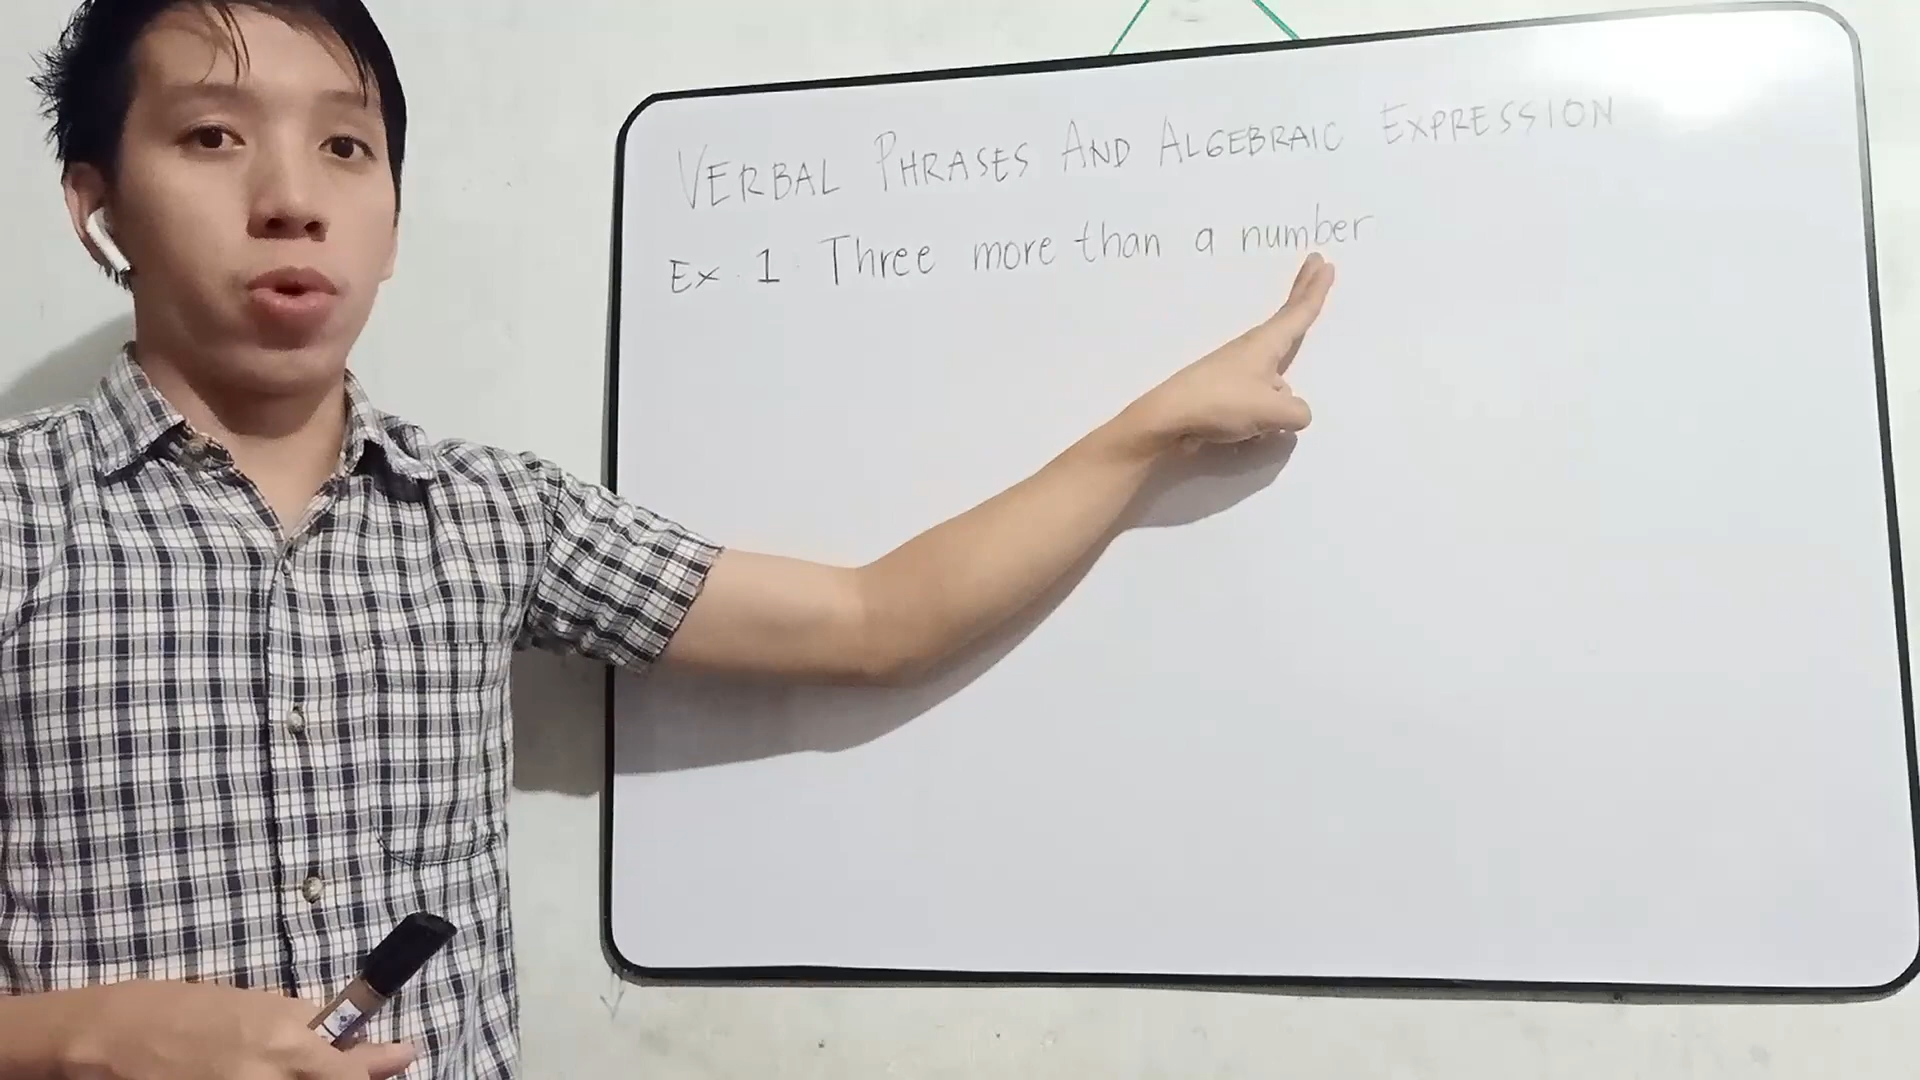 VERBAL PHRASES AND ALGEBRAIC EXPRESSION
Ex. 1 Three more than a number